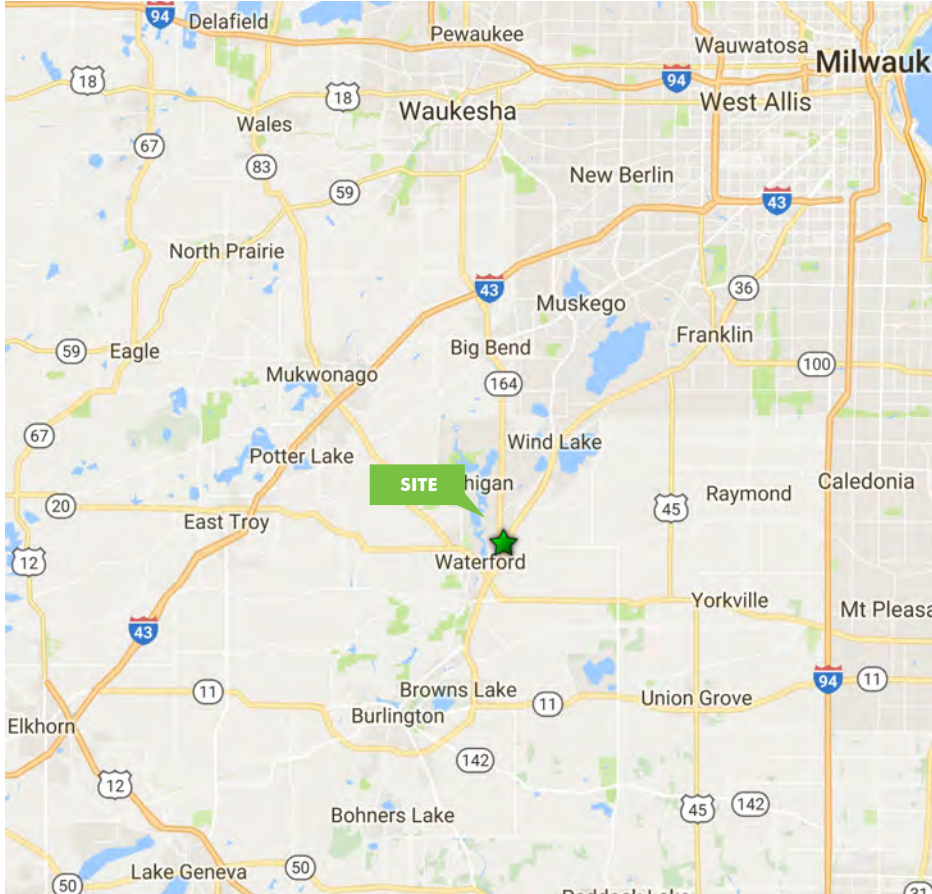 94
Delafield
Pewaukee
Wauwatosa
Milwauk
94
18
18
Waukesha
West Allis
Wales
67
83
59
New Berlin
43
North Prairie
43
36
Muskego
Franklin
59
Eagle
Big Bend
100
Mukwonago
164
67
Wind Lake
Potter Lake
SITE
higan
Raymond
Caledonia
20
45
East Troy
12
Waterford
Yorkville
Mt Pleasa
43
94
11
11
Browns Lake
11
Union Grove
Elkhorn
Burlington
142
12
45
142
Bohners Lake
Lake Geneva
50
50